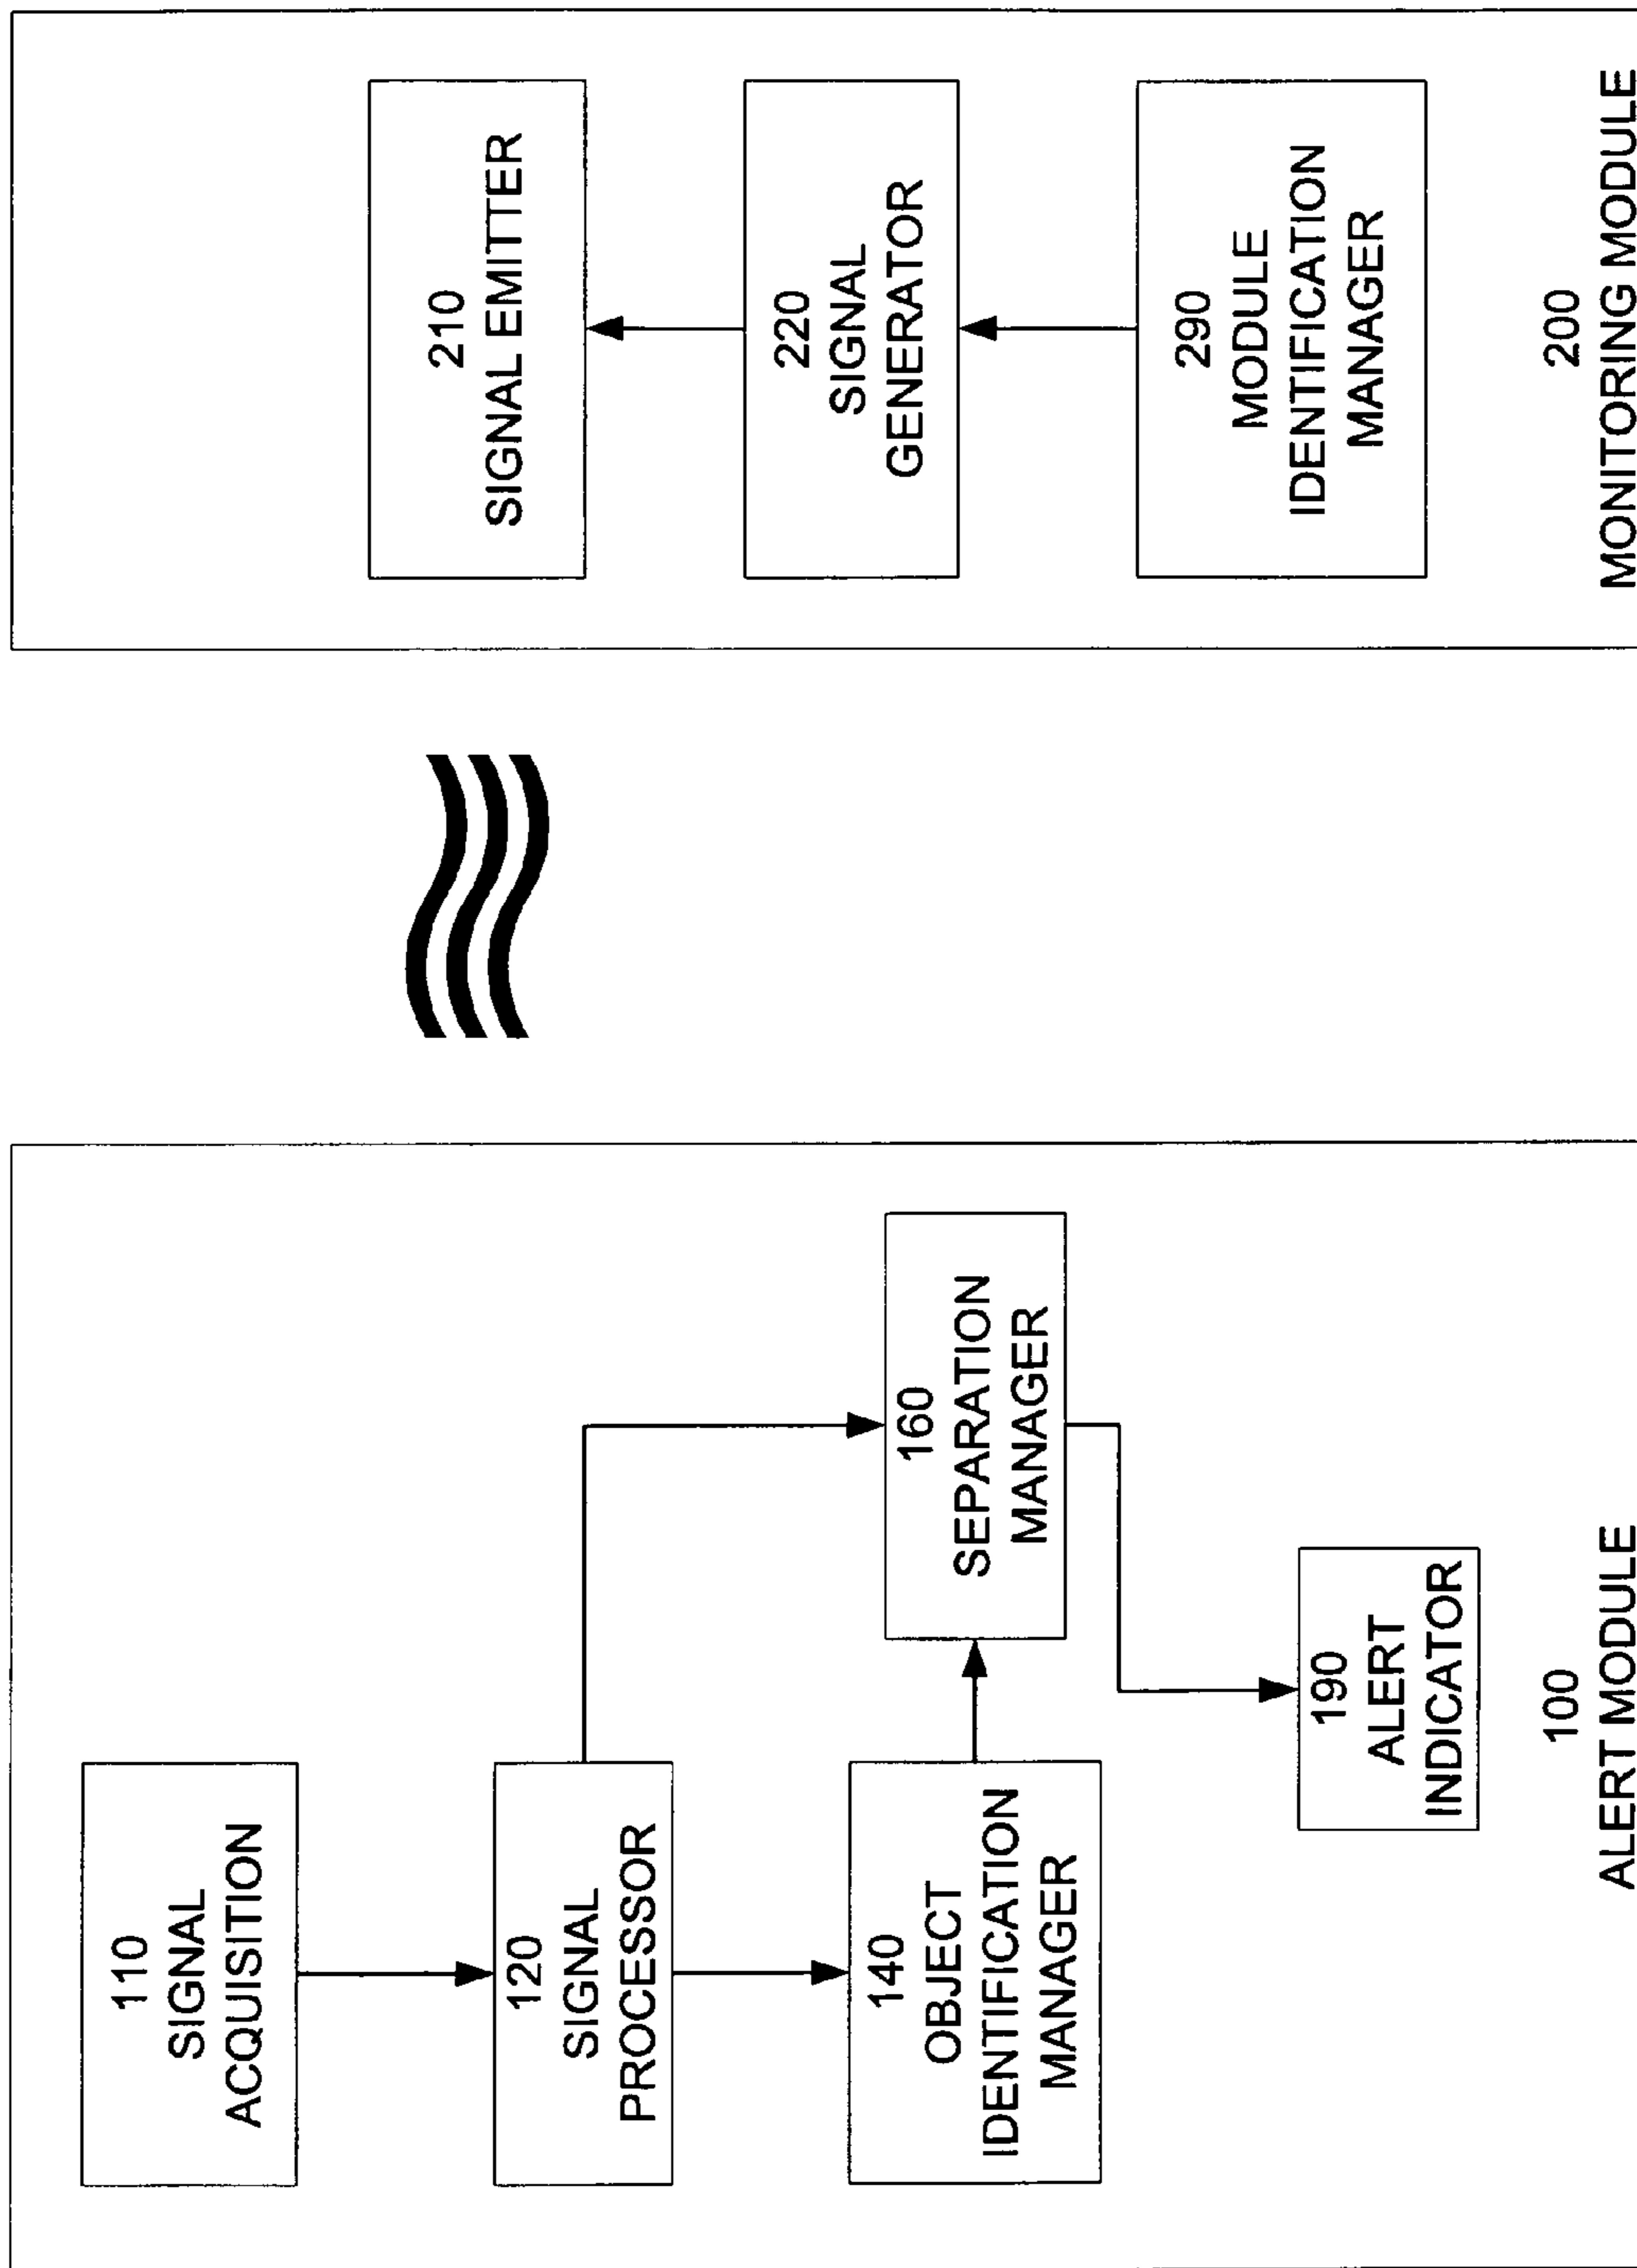 110
SIGNAL
ACQUISITION
120
SIGNAL
PROCESSOR
140
OBJECT
IDENTIFICATION
MANAGER
160
SEPARATION
MANAGER
190
ALERT
INDICATOR
100
ALERT MODULE
210
SIGNAL EMITTER
220
SIGNAL
GENERATOR
290
MODULE
IDENTIFICATION
MANAGER
200
MONITORING MODULE